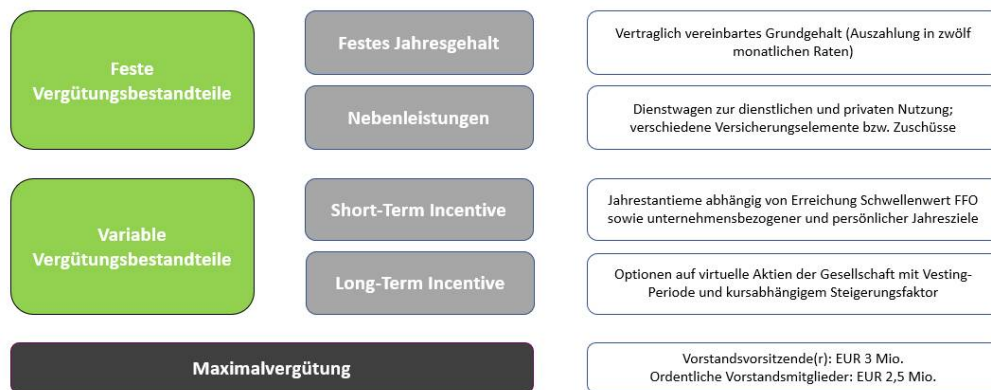 Feste
Vergütungsbestandteile
Festes Jahresgehalt
Vertraglich vereinbartes Grundgehalt (Auszahlung in zwölf
monatlichen Raten)
Nebenleistungen
Dienstwagen zur dienstlichen und privaten Nutzung;
verschiedene Versicherungselemente bzw. Zuschüsse
Variable
Vergütungsbestandteile
Short-Term Incentive
Jahrestantieme abhängig von Erreichung Schwellenwert FFO
sowie unternehmensbezogener und persönlicher Jahresziele
Long-Term Incentive
Optionen auf virtuelle Aktien der Gesellschaft mit Vesting-
Periode und kursabhängigem Steigerungsfaktor
Maximalvergütung
Vorstandsvorsitzende(r): EUR 3 Mio.
Ordentliche Vorstandsmitglieder: EUR 2,5 Mio.